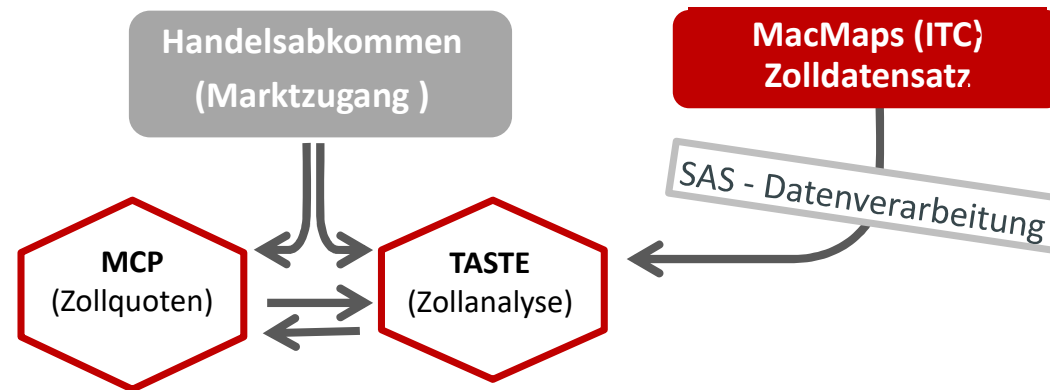 Handelsabkommen
(Marktzugang )
MacMaps (ITC)
Zolldatensatz
SAS - Datenverarbeitung
MCP
(Zollquoten)
TASTE
(Zollanalyse)